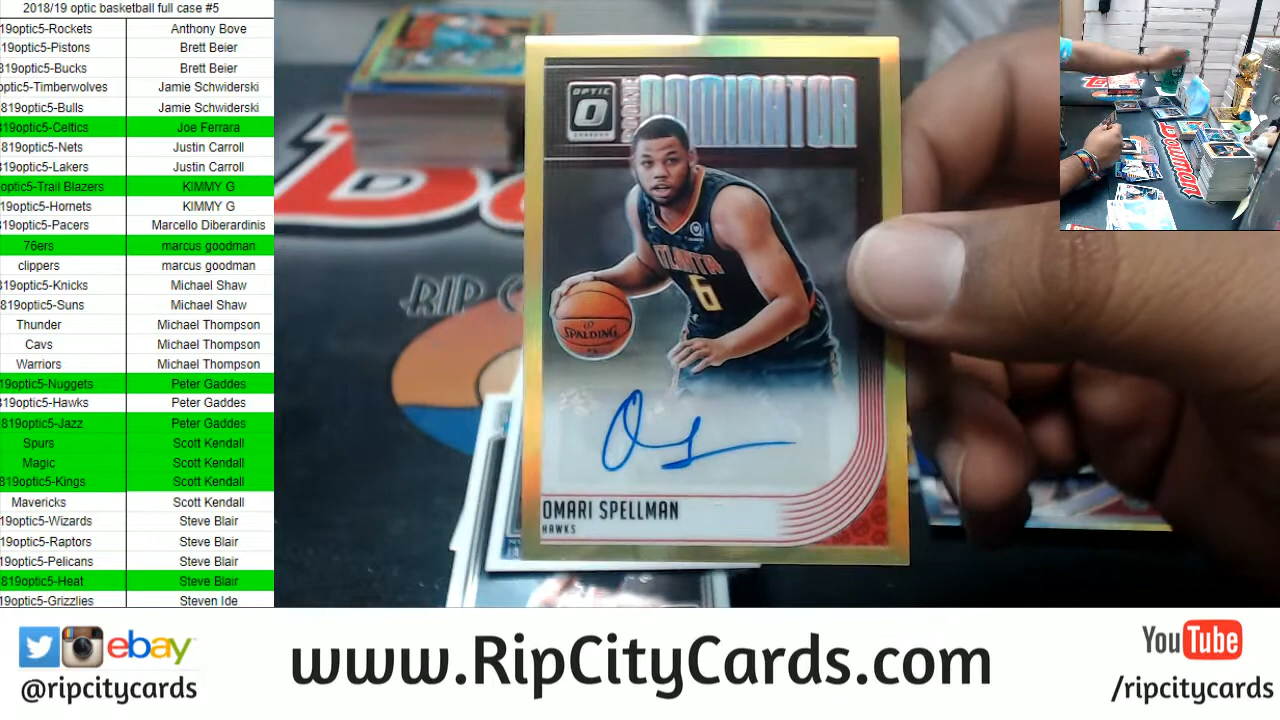 2018/19 optic basketball full case #5
19optic5-Rockets Anthony Bove
19optic5-Pistons Brett Beier
819optic5-Bucks Brett Beier
optic5-Timberwolves Jamie Schwiderski
819optic5-Bulls Jamie Schwiderski
819optic5-Celtics Joe Ferrara
19optic5-Nets Justin Carroll
19optic5-Lakers Justin Carroll
optic5-Trail Blazers KIMMY G
19optic5-Hornets KIMMY G
19optic5-Pacers Marcello Diberardinis
76ers marcus goodman
clippers marcus goodman
819optic5-Knicks Michael Shaw
819optic5-Suns Michael Shaw
Thunder Michael Thompson
Cavs Michael Thompson
Warriors Michael Thompson
19optic5-Nuggets Peter Gaddes
819optic5-Hawks Peter Gaddes
819optic5-Jazz Peter Gaddes
Spurs Scott Kendall
Magic Scott Kendall
819optic5-Kings Scott Kendall
Mavericks Scott Kendall
19optic5-Wizards Steve Blair
19optic5-Raptors Steve Blair
19optic5-Pelicans Steve Blair
819optic5-Heat Steve Blair
19optic5-Grizzlies Steven Ide
OPTIC
RIP
ATLANTA
6
SPALDING
OMARI SPELLMAN
HAWKS
ebay
@ripcitycards
www.RipCityCards.com
YouTube
/ripcitycards